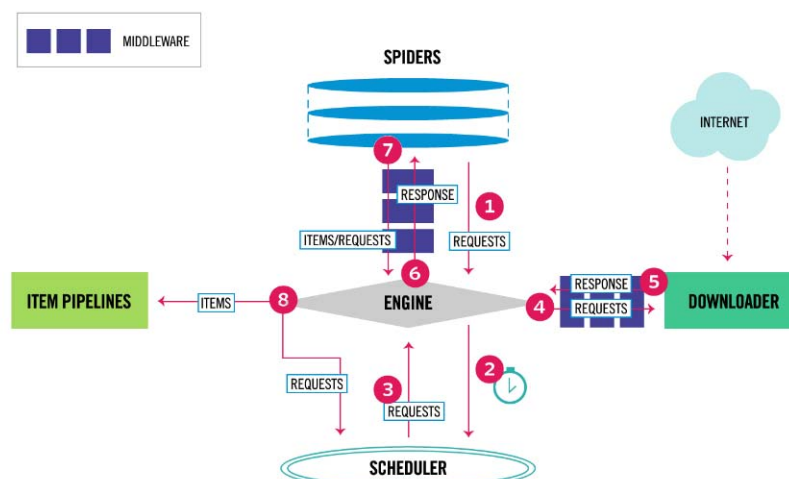 MIDDLEWARE
SPIDERS
INTERNET
7
RESPONSE
1
ITEMS/REQUESTS
REQUESTS
6
5
RESPONSE
ITEM PIPELINES
ITEMS
8
ENGINE
4
REQUESTS
DOWNLOADER
2
REQUESTS
3
REQUESTS
SCHEDULER